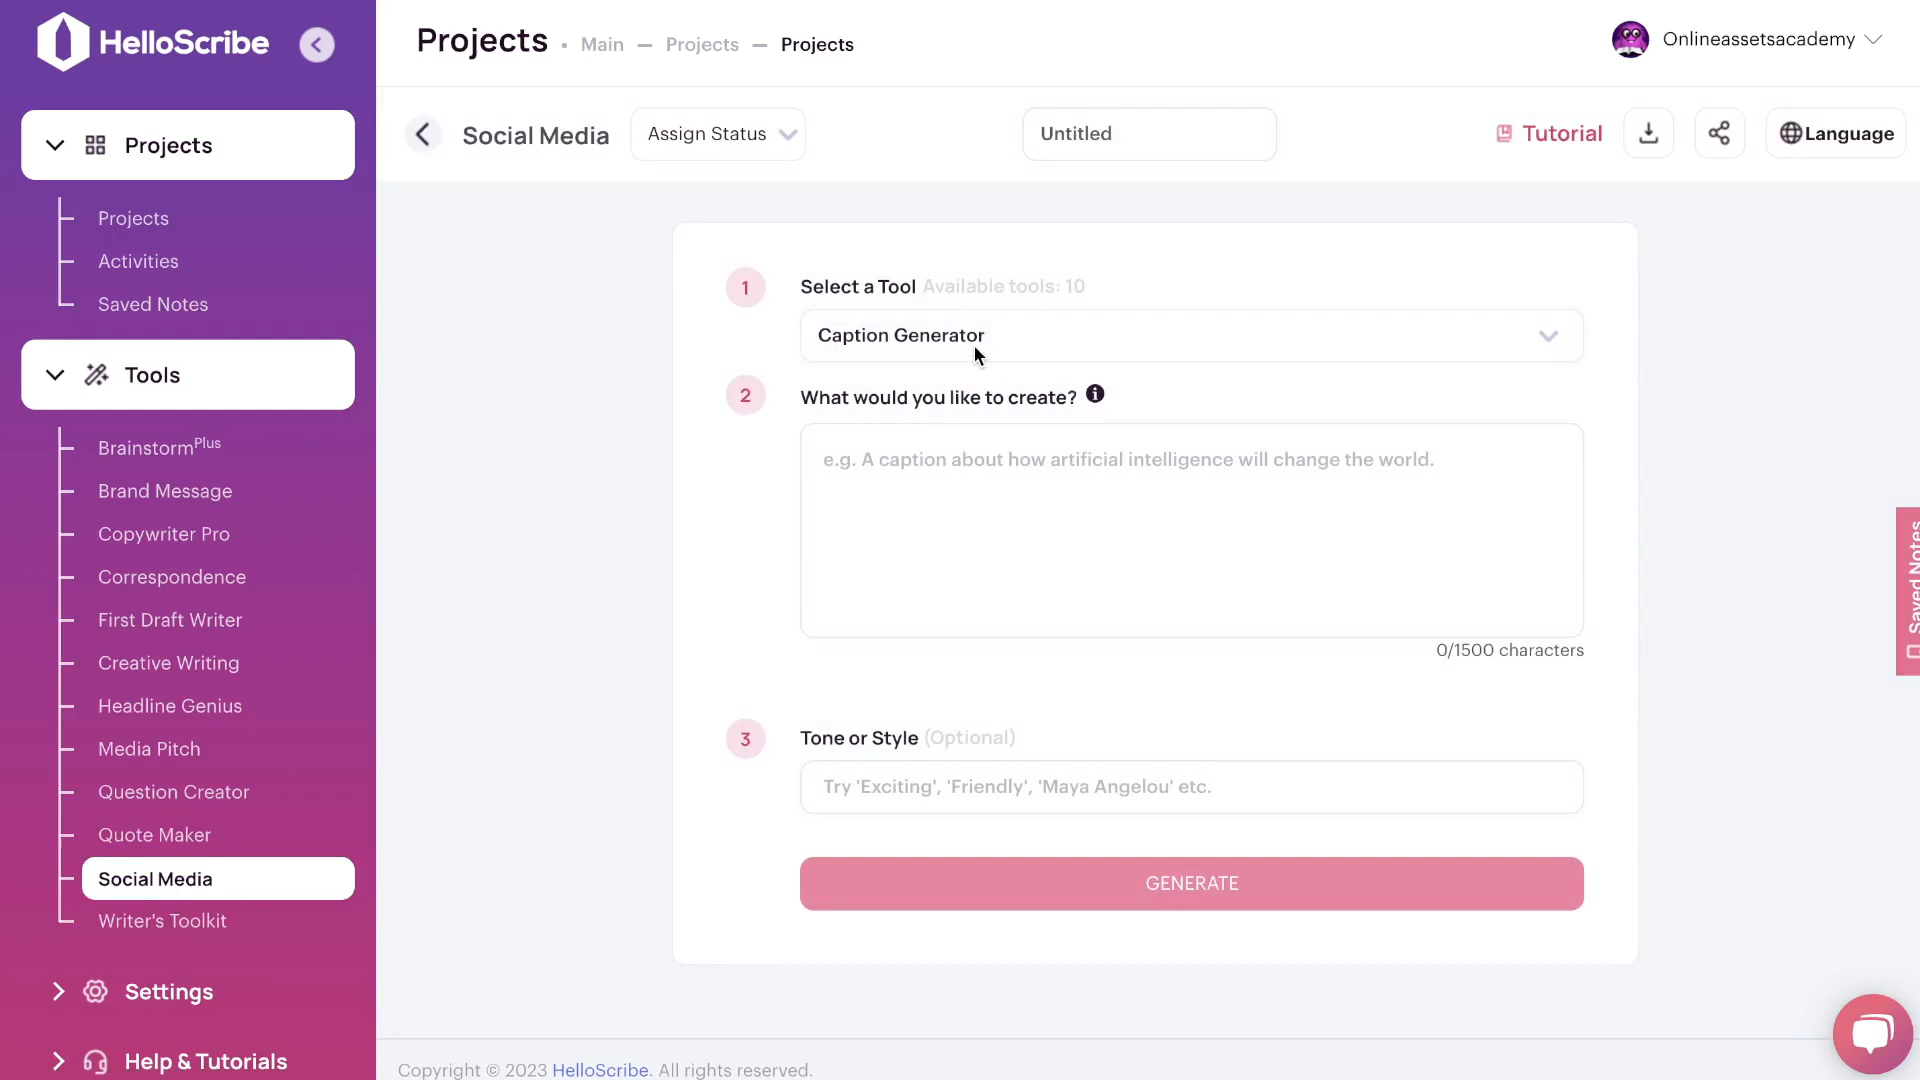 HelloScribe
Projects
Projects
Activities
Saved Notes
Tools
BrainstormPlus
Brand Message
Copywriter Pro
Correspondence
First Draft Writer
Creative Writing
Headline Genius
Media Pitch
Question Creator
Quote Maker
Social Media
Writer's Toolkit
Settings
Help & Tutorials
Projects • Main — Projects — Projects
Onlineassetsacademy
Social Media
Assign Status
Untitled
Tutorial
Language
1
Select a Tool Available tools: 10
Caption Generator
2
What would you like to create?
e.g. A caption about how artificial intelligence will change the world.
0/1500 characters
3
Tone or Style (Optional)
Try 'Exciting', 'Friendly', 'Maya Angelou' etc.
GENERATE
Saved Notes
Copyright © 2023 HelloScribe. All rights reserved.